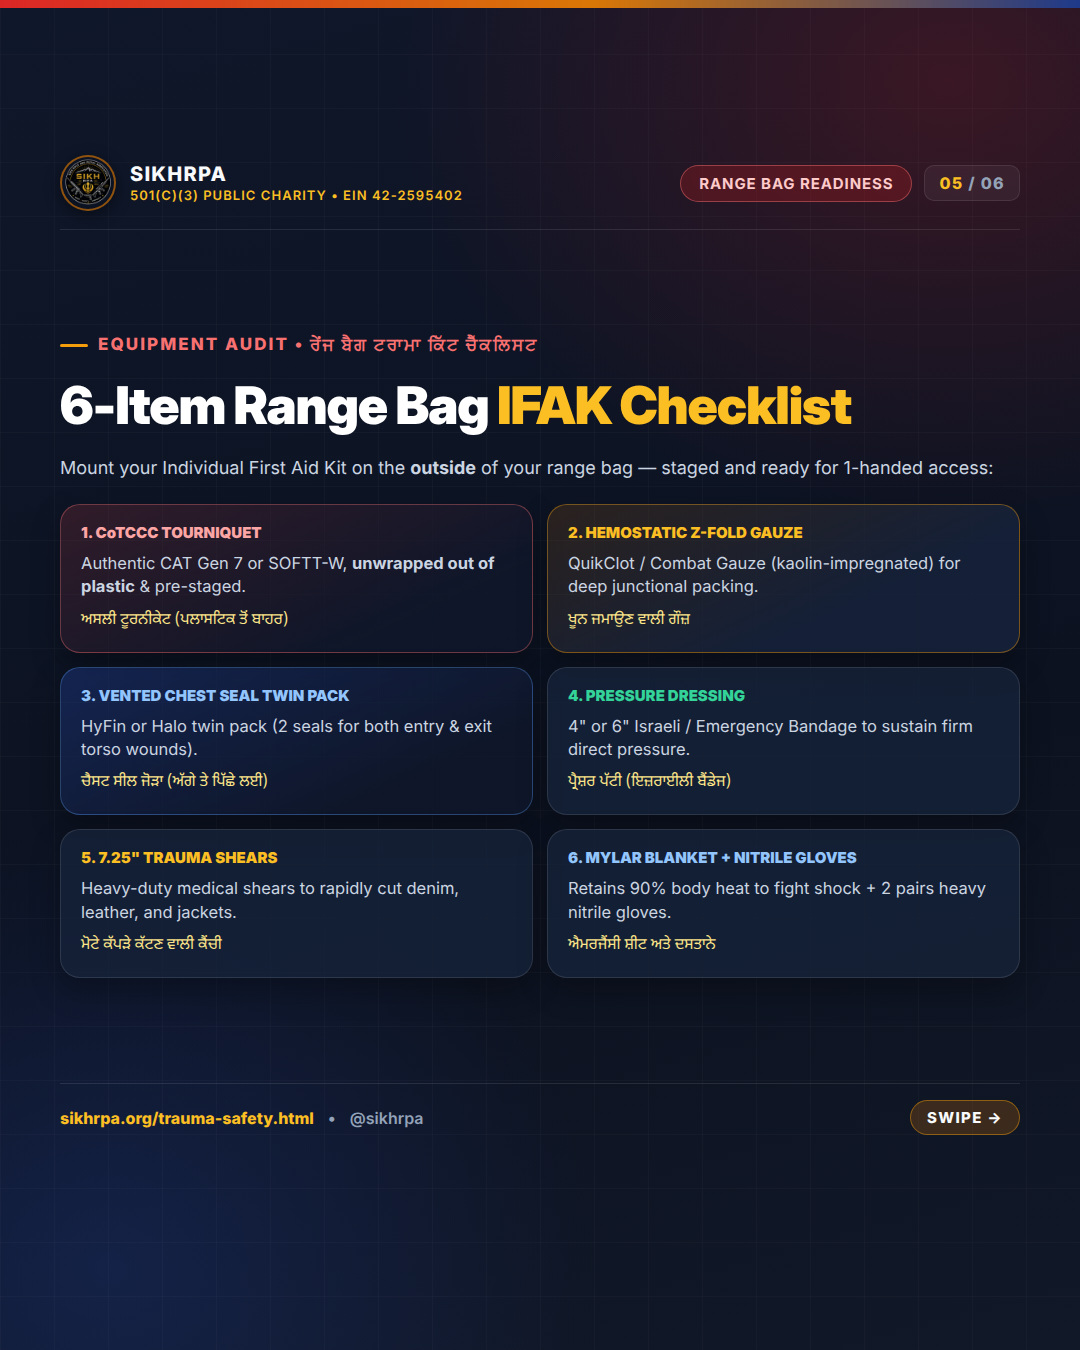 SIKH
SIKHRPA
501(C)(3) PUBLIC CHARITY • EIN 42-2595402
RANGE BAG READINESS
05 / 06
EQUIPMENT AUDIT • ਰੇਂਜ ਬੈਗ ਟਰਾਮਾ ਕਿੱਟ ਚੈੱਕਲਿਸਟ
6-Item Range Bag IFAK Checklist
Mount your Individual First Aid Kit on the outside of your range bag — staged and ready for 1-handed access:
1. CoTCCC TOURNIQUET
Authentic CAT Gen 7 or SOFTT-W, unwrapped out of
plastic & pre-staged.
ਅਸਲੀ ਟੂਰਨੀਕੇਟ (ਪਲਾਸਟਿਕ ਤੋਂ ਬਾਹਰ)
2. HEMOSTATIC Z-FOLD GAUZE
QuikClot / Combat Gauze (kaolin-impregnated) for
deep junctional packing.
ਖੂਨ ਜਮਾਉਣ ਵਾਲੀ ਗੌਜ਼
3. VENTED CHEST SEAL TWIN PACK
HyFin or Halo twin pack (2 seals for both entry & exit
torso wounds).
ਚੈਸਟ ਸੀਲ ਜੋੜਾ (ਅੱਗੇ ਤੇ ਪਿੱਛੇ ਲਈ)
4. PRESSURE DRESSING
4" or 6" Israeli / Emergency Bandage to sustain firm
direct pressure.
ਪ੍ਰੈਸ਼ਰ ਪੱਟੀ (ਇਜ਼ਰਾਈਲੀ ਬੈਂਡੇਜ)
5. 7.25" TRAUMA SHEARS
Heavy-duty medical shears to rapidly cut denim,
leather, and jackets.
ਮੋਟੇ ਕੱਪੜੇ ਕੱਟਣ ਵਾਲੀ ਕੈਂਚੀ
6. MYLAR BLANKET + NITRILE GLOVES
Retains 90% body heat to fight shock + 2 pairs heavy
nitrile gloves.
ਐਮਰਜੈਂਸੀ ਸ਼ੀਟ ਅਤੇ ਦਸਤਾਨੇ
sikhrpa.org/trauma-safety.html • @sikhrpa
SWIPE →